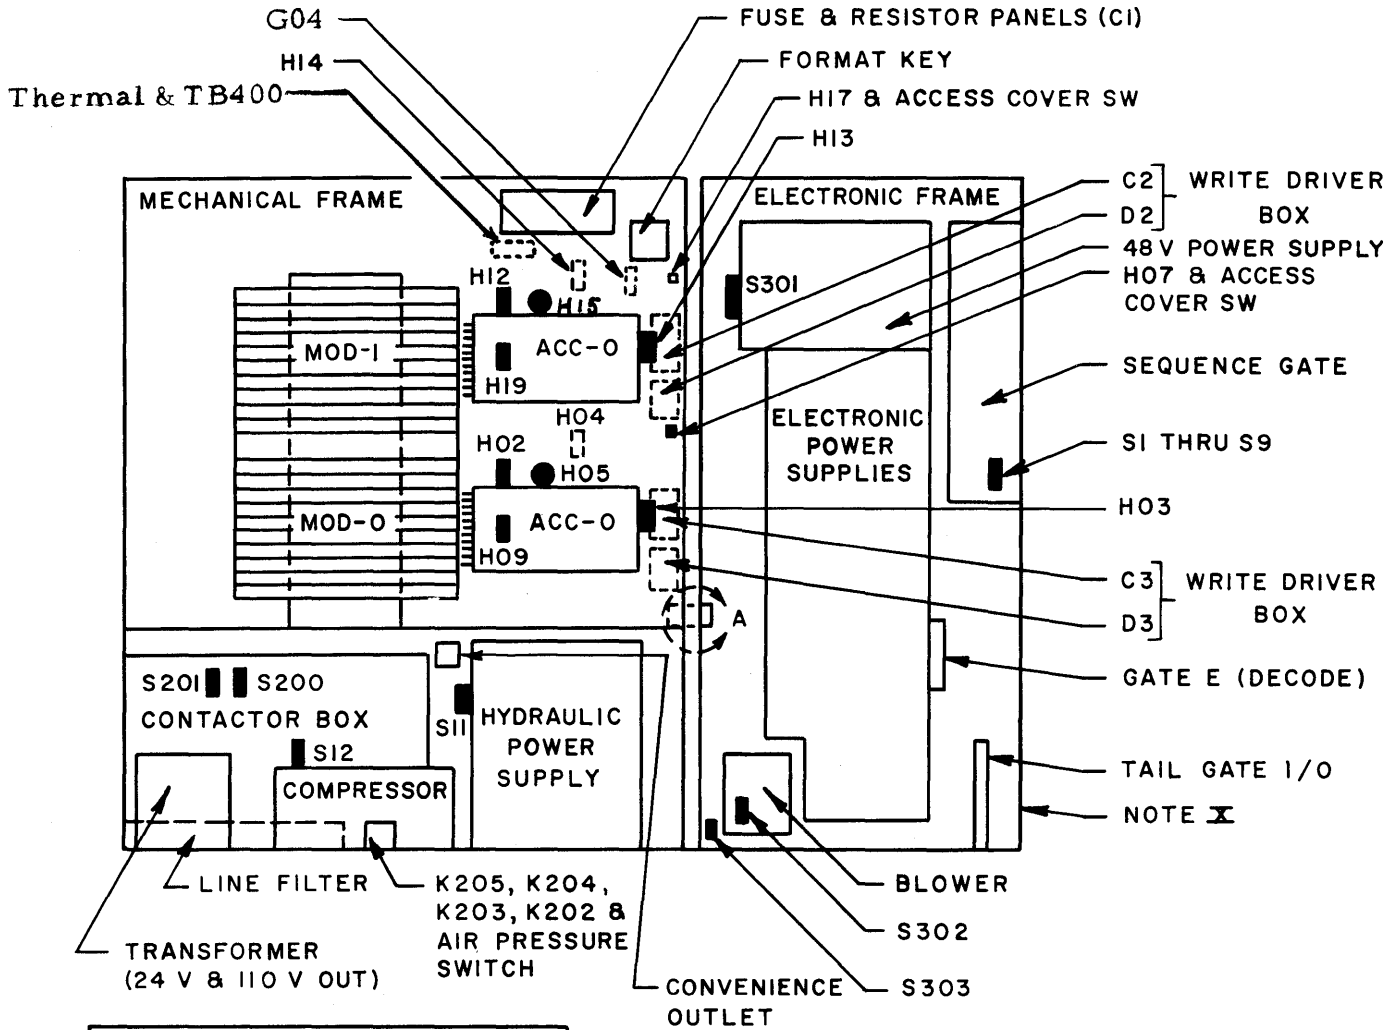 G04
FUSE & RESISTOR PANELS (C1)
H14
FORMAT KEY
Thermal & TB400
H17 & ACCESS COVER SW
H13
MECHANICAL FRAME
ELECTRONIC FRAME
C2
WRITE DRIVER
D2
BOX
48V POWER SUPPLY
H12
H15
S301
H07 & ACCESS
COVER SW
MOD-1
ACC-0
SEQUENCE GATE
H19
H04
ELECTRONIC
POWER
SUPPLIES
H02
H05
S1 THRU S9
MOD-0
ACC-0
H03
H09
C3
WRITE DRIVER
D3
BOX
A
S201
S200
GATE E (DECODE)
CONTACTOR BOX
S11
HYDRAULIC
POWER
SUPPLY
S12
COMPRESSOR
TAIL GATE I/O
NOTE X
LINE FILTER
K205, K204,
K203, K202 &
AIR PRESSURE
SWITCH
BLOWER
S302
TRANSFORMER
(24 V & 110 V OUT)
CONVENIENCE
OUTLET
S303